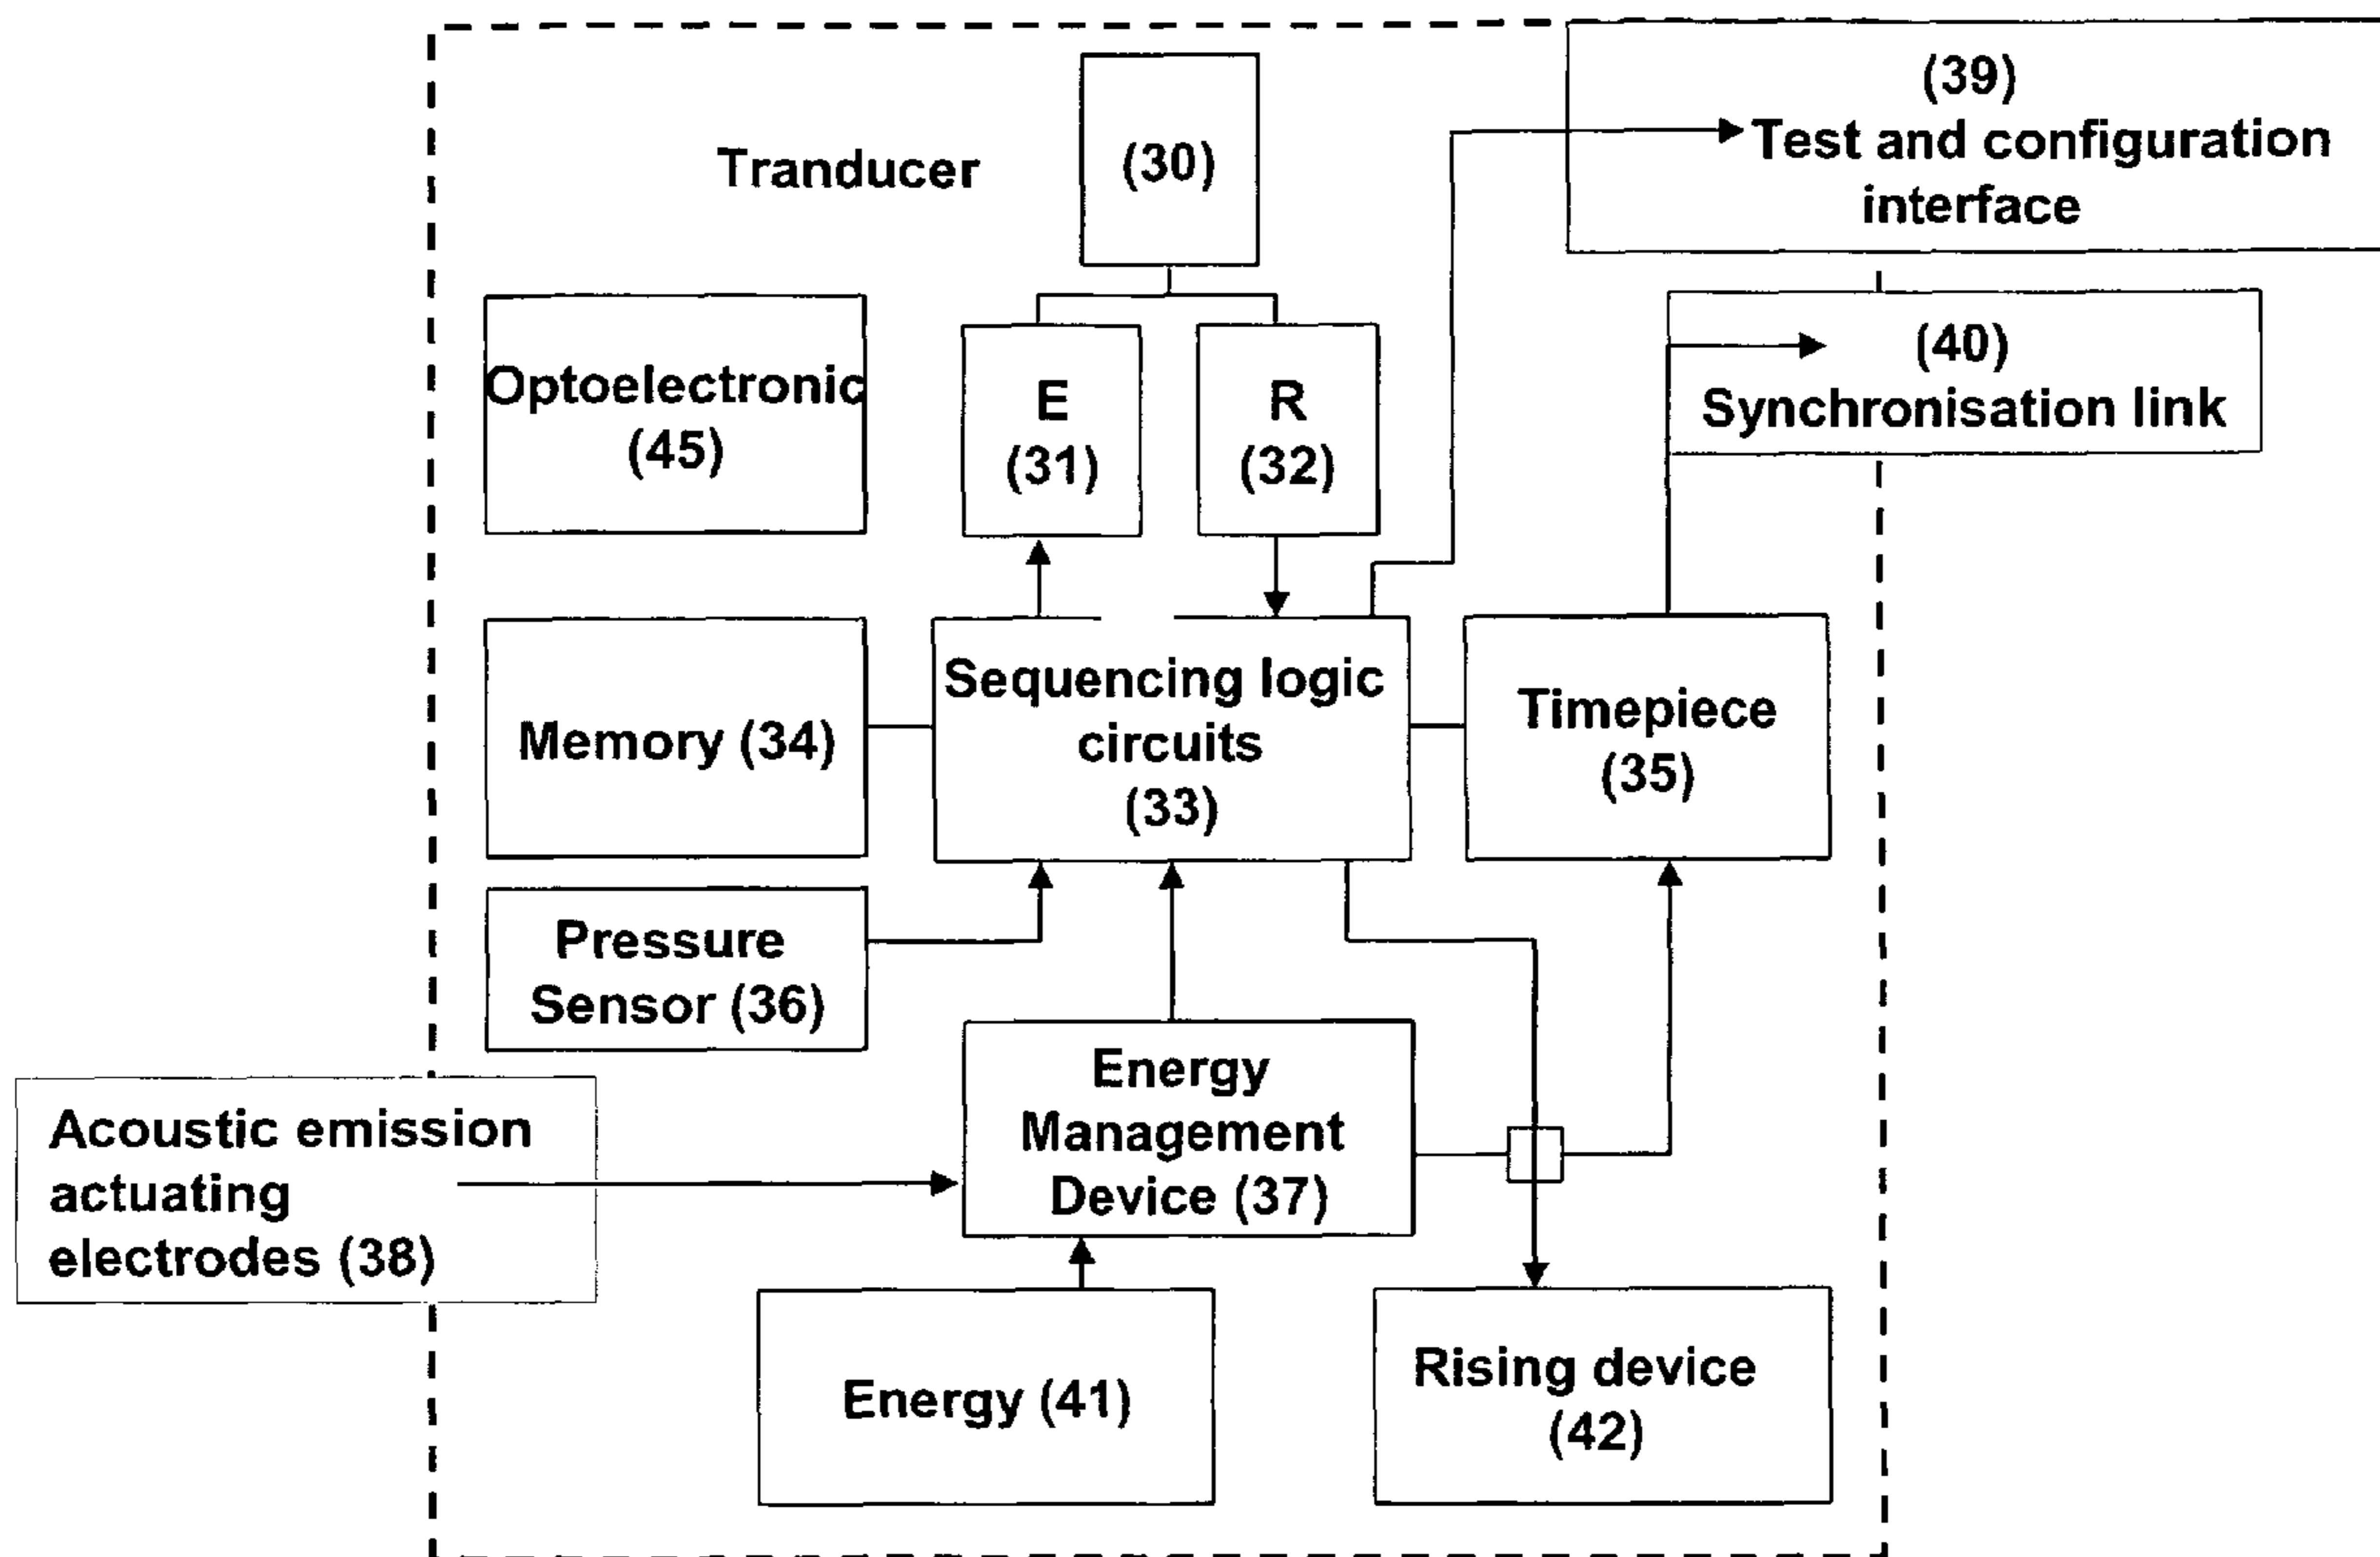 (39)
Test and configuration
interface
Tranducer
(30)
(40)
Synchronisation link
Optoelectronic
(45)
E
(31)
R
(32)
Memory (34)
Sequencing logic
circuits
(33)
Timepiece
(35)
Pressure
Sensor (36)
Energy
Management
Device (37)
Acoustic emission
actuating
electrodes (38)
Energy (41)
Rising device
(42)